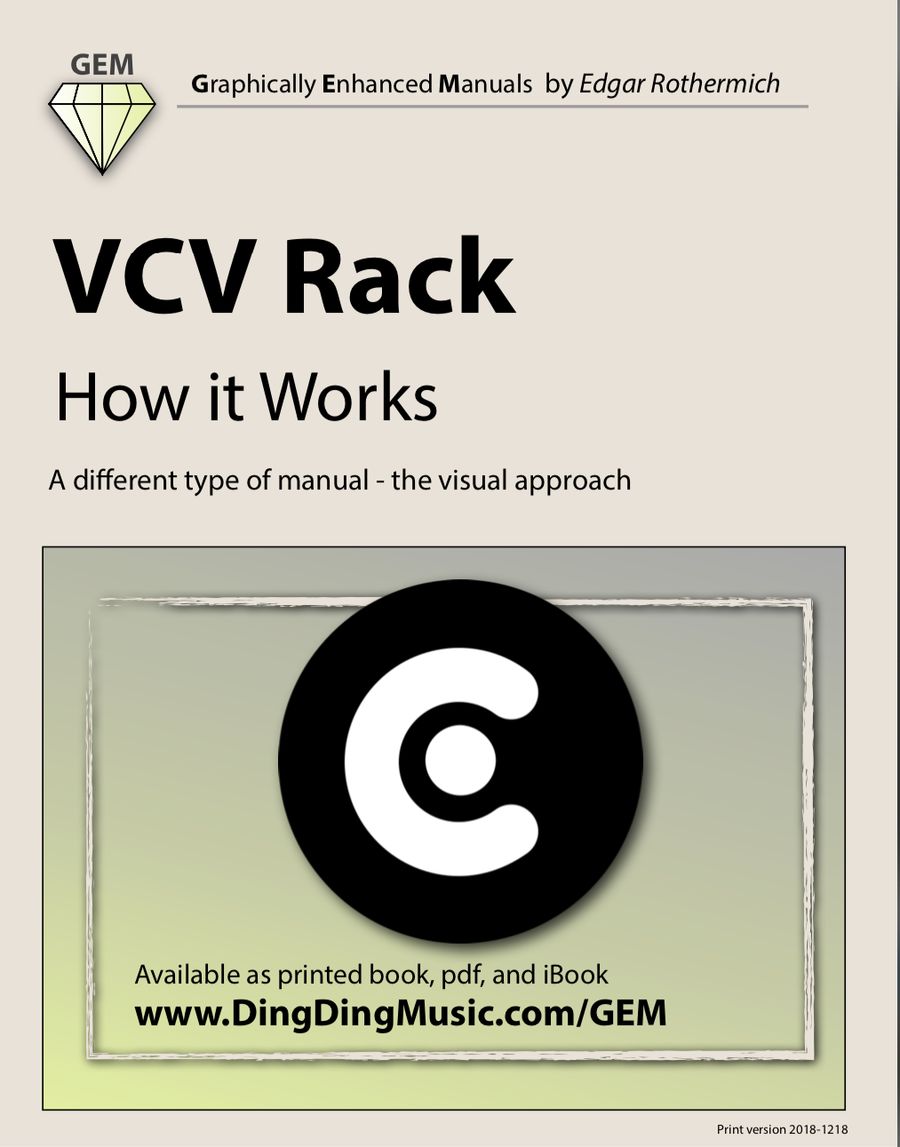 GEM
Graphically Enhanced Manuals by Edgar Rothermich
VCV Rack
How it Works
A different type of manual - the visual approach
Available as printed book, pdf, and iBook
www.DingDingMusic.com/GEM
Print version 2018-1218